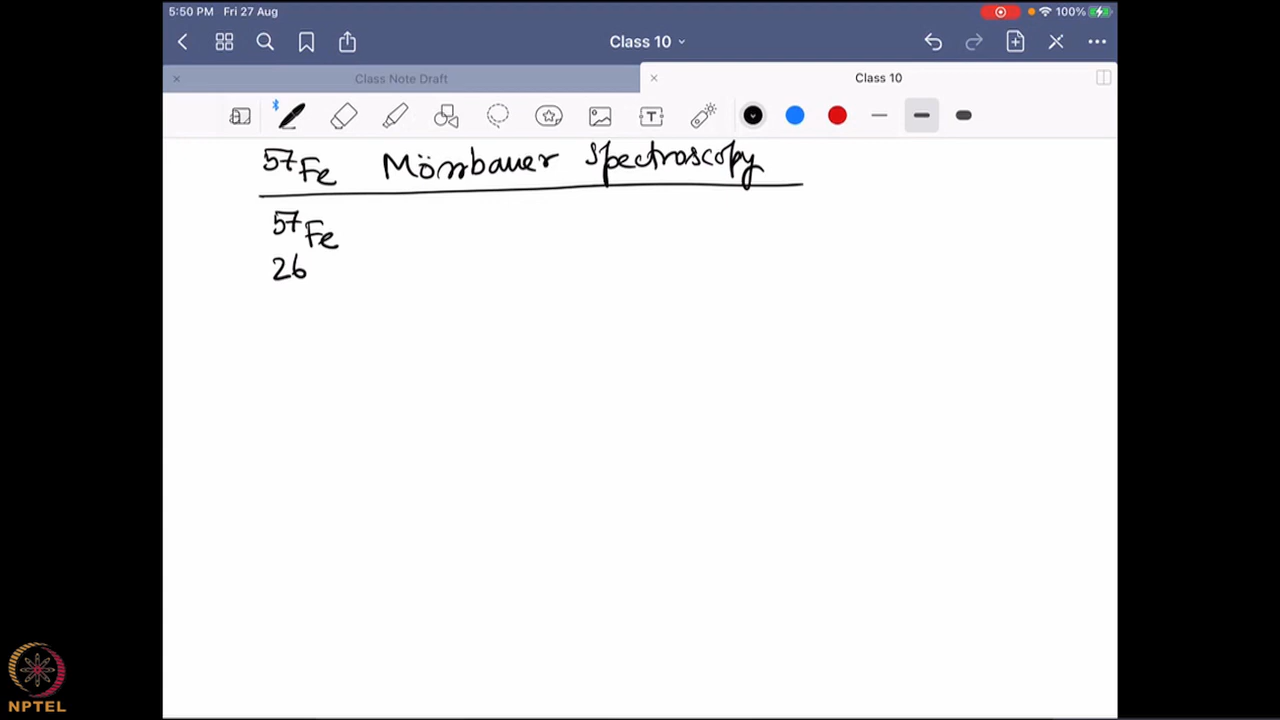 5:50 PM Fri 27 Aug
100%
Class 10
Class Note Draft
Class 10
T
57Fe Mössbauer Spectroscopy
57Fe
26
NPTEL